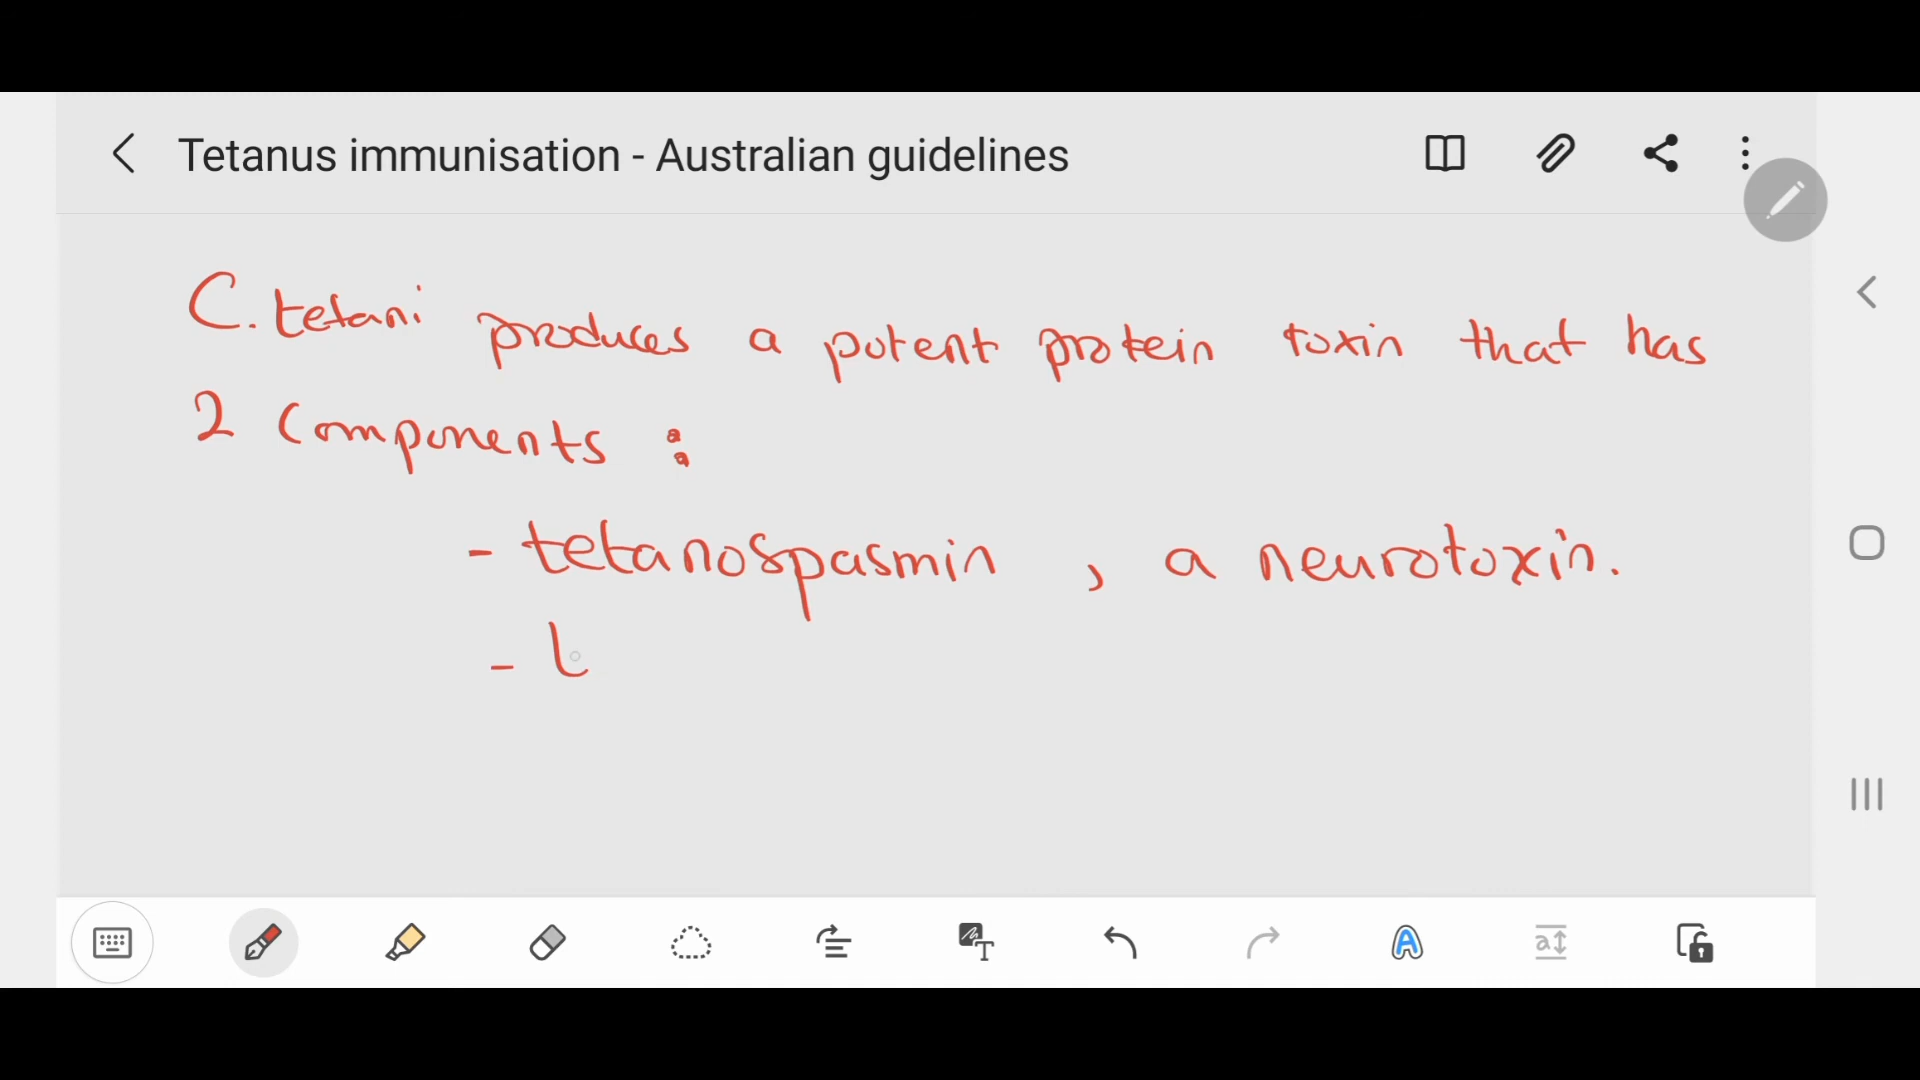 Tetanus immunisation - Australian guidelines
C. tetani produces a potent protein toxin that has
2 components :
- tetanospasmin , a neurotoxin.
-